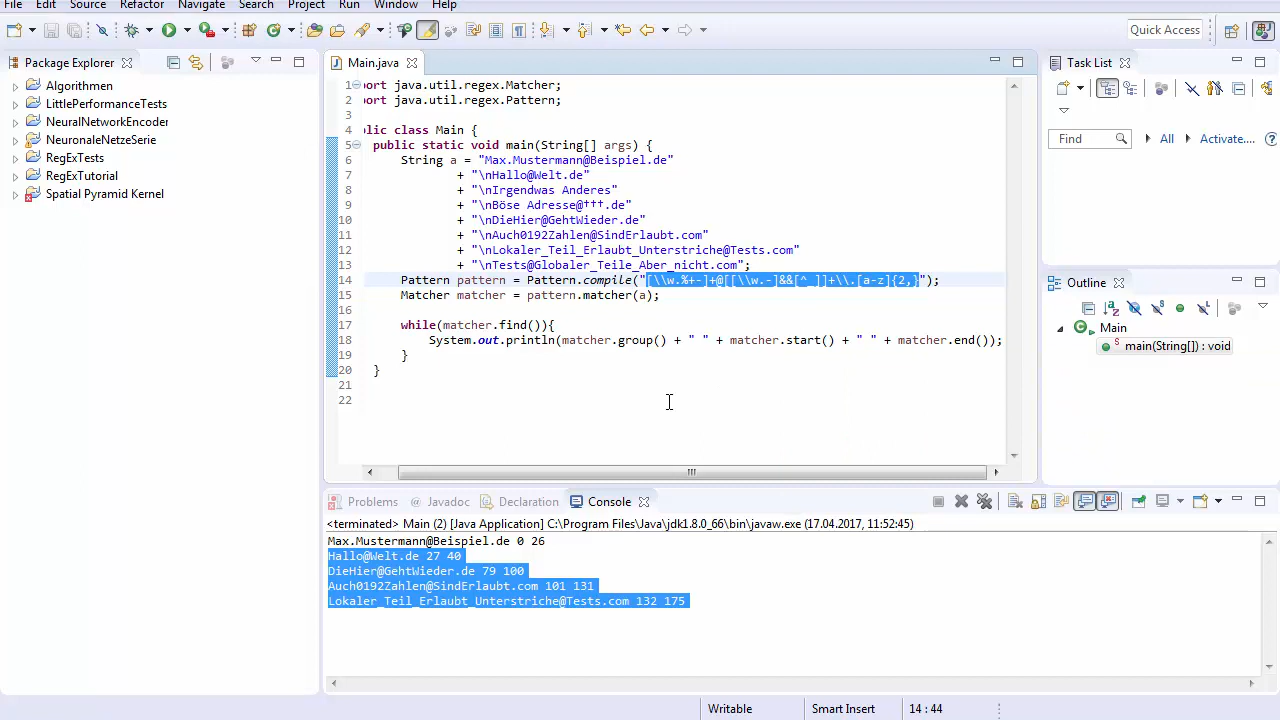 File Edit Source Refactor Navigate Search Project Run Window Help
Quick Access
Package Explorer
Algorithmen
LittlePerformanceTests
NeuralNetworkEncoder
NeuronaleNetzeSerie
RegExTests
RegExTutorial
Spatial Pyramid Kernel
Main.java
1 ort java.util.regex.Matcher;
2 ort java.util.regex.Pattern;
3
4 lic class Main {
5 public static void main(String[] args) {
6 String a = "Max.Mustermann@Beispiel.de"
7 + "\nHallo@Welt.de"
8 + "\nIrgendwas Anderes"
9 + "\nBöse Adresse@†††.de"
10 + "\nDieHier@GehtWieder.de"
11 + "\nAuch0192Zahlen@SindErlaubt.com"
12 + "\nLokaler_Teil_Erlaubt_Unterstriche@Tests.com"
13 + "\nTests@Globaler_Teile_Aber_nicht.com";
14 Pattern pattern = Pattern.compile("[\\w.%+-]+@[[\\w.-]&&[^_]]+\\.[a-z]{2,}");
15 Matcher matcher = pattern.matcher(a);
16
17 while(matcher.find()){
18 System.out.println(matcher.group() + " " + matcher.start() + " " + matcher.end());
19 }
20 }
21
22
Task List
Find
All
Activate...
Outline
Main
main(String[]) : void
Problems
@ Javadoc
Declaration
Console
<terminated> Main (2) [Java Application] C:\Program Files\Java\jdk1.8.0_66\bin\javaw.exe (17.04.2017, 11:52:45)
Max.Mustermann@Beispiel.de 0 26
Hallo@Welt.de 27 40
DieHier@GehtWieder.de 79 100
Auch0192Zahlen@SindErlaubt.com 101 131
Lokaler_Teil_Erlaubt_Unterstriche@Tests.com 132 175
Writable
Smart Insert
14 : 44